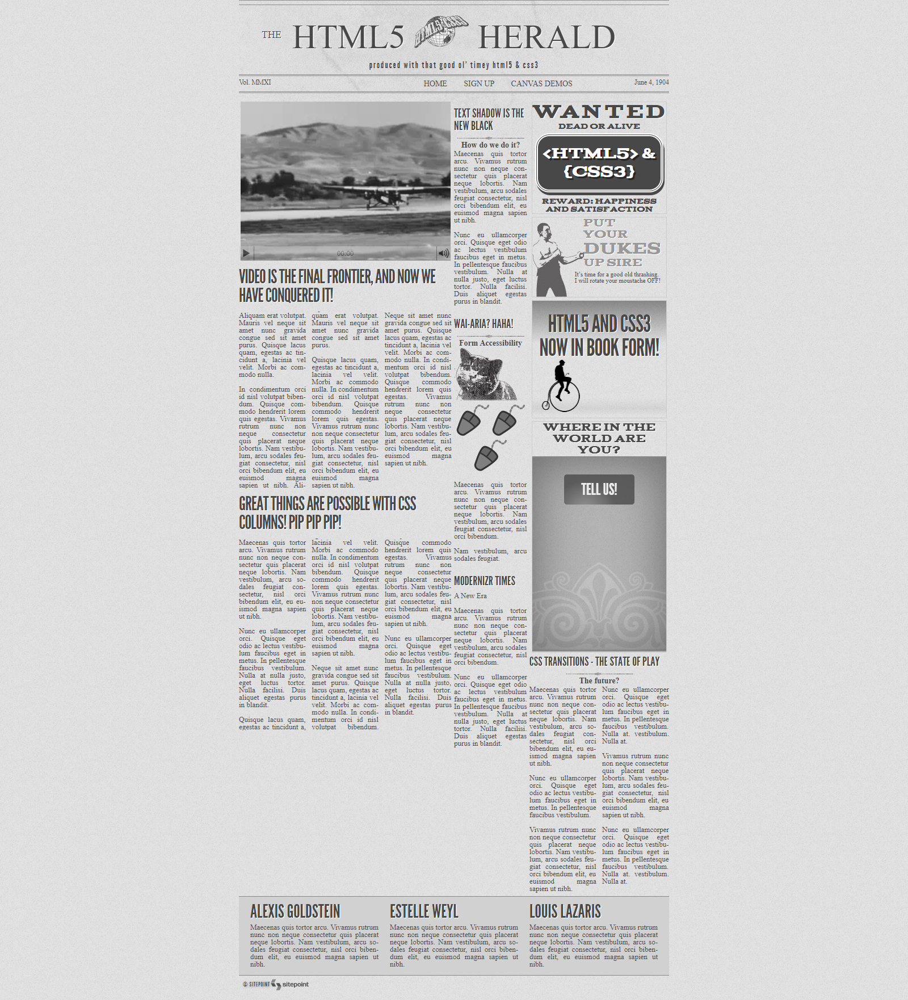 THE HTML5 HERALD
produced with that good ol' timey html5 & css3
Vol. MMXI
HOME SIGN UP CANVAS DEMOS
June 4, 1904
00:00
VIDEO IS THE FINAL FRONTIER, AND NOW WE
HAVE CONQUERED IT!
Aliquam erat volutpat.
Mauris vel neque sit
amet nunc gravida
congue sed sit amet
purus. Quisque lacus
quam, egestas ac tin-
cidunt a, lacinia vel
velit. Morbi ac com-
modo nulla.
In condimentum orci
id nisl volutpat biben-
dum. Quisque com-
modo hendrerit lorem
quis egestas. Vivamus
rutrum nunc non
neque consectetur
quis placerat neque
lobortis. Nam vestibu-
lum, arcu sodales feu-
giat consectetur, nisl
orci bibendum elit, eu
euismod magna
sapien ut nibh. Ali-
quam erat volutpat.
Mauris vel neque sit
amet nunc gravida
congue sed sit amet
purus.
Quisque lacus quam,
egestas ac tincidunt a,
lacinia vel velit.
Morbi ac commodo
nulla. In condimentum
orci id nisl volutpat
bibendum. Quisque
commodo hendrerit
lorem quis egestas.
Vivamus rutrum nunc
non neque consectetur
quis placerat neque
lobortis. Nam vestibu-
lum, arcu sodales feu-
giat consectetur, nisl
orci bibendum elit, eu
euismod magna
sapien ut nibh.
Neque sit amet nunc
gravida congue sed sit
amet purus. Quisque
lacus quam, egestas ac
tincidunt a, lacinia vel
velit. Morbi ac com-
modo nulla. In condi-
mentum orci id nisl
volutpat bibendum.
Quisque commodo
hendrerit lorem quis
egestas. Vivamus
rutrum nunc non
neque consectetur
quis placerat neque
lobortis. Nam vestibu-
lum, arcu sodales feu-
giat consectetur, nisl
orci bibendum elit, eu
euismod magna
sapien ut nibh.
GREAT THINGS ARE POSSIBLE WITH CSS
COLUMNS! PIP PIP PIP!
Maecenas quis tortor
arcu. Vivamus rutrum
nunc non neque con-
sectetur quis placerat
neque lobortis. Nam
vestibulum, arcu so-
dales feugiat con-
sectetur, nisl orci
bibendum elit, eu eu-
ismod magna sapien
ut nibh.
Nunc eu ullamcorper
orci. Quisque eget
odio ac lectus vestibu-
lum faucibus eget in
metus. In pellentesque
faucibus vestibulum.
Nulla at nulla justo,
eget luctus tortor.
Nulla facilisi. Duis
aliquet egestas purus
in blandit.
Quisque lacus quam,
egestas ac tincidunt a,
lacinia vel velit.
Morbi ac commodo
nulla. In condimentum
orci id nisl volutpat
bibendum. Quisque
commodo hendrerit
lorem quis egestas.
Vivamus rutrum nunc
non neque consectetur
quis placerat neque
lobortis. Nam vestibu-
lum, arcu sodales feu-
giat consectetur, nisl
orci bibendum elit, eu
euismod magna
sapien ut nibh.
Neque sit amet nunc
gravida congue sed sit
amet purus. Quisque
lacus quam, egestas ac
tincidunt a, lacinia vel
velit. Morbi ac com-
modo nulla. In condi-
mentum orci id nisl
volutpat bibendum.
Quisque commodo
hendrerit lorem quis
egestas. Vivamus
rutrum nunc non
neque consectetur
quis placerat neque
lobortis. Nam vestibu-
lum, arcu sodales feu-
giat consectetur, nisl
orci bibendum elit, eu
euismod magna
sapien ut nibh.
Nunc eu ullamcorper
orci. Quisque eget
odio ac lectus vestibu-
lum faucibus eget in
metus. In pellentesque
faucibus vestibulum.
Nulla at nulla justo,
eget luctus tortor.
Nulla facilisi. Duis
aliquet egestas purus
in blandit.
TEXT SHADOW IS THE
NEW BLACK
How do we do it?
Maecenas quis tortor
arcu. Vivamus rutrum
nunc non neque con-
sectetur quis placerat
neque lobortis. Nam
vestibulum, arcu sodales
feugiat consectetur, nisl
orci bibendum elit, eu
euismod magna sapien
ut nibh.
Nunc eu ullamcorper
orci. Quisque eget odio
ac lectus vestibulum
faucibus eget in metus.
In pellentesque faucibus
vestibulum. Nulla at
nulla justo, eget luctus
tortor. Nulla facilisi.
Duis aliquet egestas
purus in blandit.
WAI-ARIA? HAHA!
Form Accessibility
Maecenas quis tortor
arcu. Vivamus rutrum
nunc non neque con-
sectetur quis placerat
neque lobortis. Nam
vestibulum, arcu sodales
feugiat consectetur, nisl
orci bibendum.
Nam vestibulum, arcu
sodales feugiat.
MODERNIZR TIMES
A New Era
Maecenas quis tortor
arcu. Vivamus rutrum
nunc non neque con-
sectetur quis placerat
neque lobortis. Nam
vestibulum, arcu sodales
feugiat consectetur, nisl
orci bibendum.
Nunc eu ullamcorper
orci. Quisque eget odio
ac lectus vestibulum
faucibus eget in metus.
In pellentesque faucibus
vestibulum. Nulla at
nulla justo, eget luctus
tortor. Nulla facilisi.
Duis aliquet egestas
purus in blandit.
WANTED
DEAD OR ALIVE
<HTML5> &
{CSS3}
REWARD: HAPPINESS
AND SATISFACTION
PUT
YOUR
DUKES
UP SIRE
It's time for a good old thrashing.
I will rotate your moustache OFF!
HTML5 AND CSS3
NOW IN BOOK FORM!
WHERE IN THE
WORLD ARE
YOU?
TELL US!
CSS TRANSITIONS - THE STATE OF PLAY
The future?
Maecenas quis tortor
arcu. Vivamus rutrum
nunc non neque con-
sectetur quis placerat
neque lobortis. Nam
vestibulum, arcu so-
dales feugiat con-
sectetur, nisl orci
bibendum elit, eu eu-
ismod magna sapien
ut nibh.
Nunc eu ullamcorper
orci. Quisque eget
odio ac lectus vestibu-
lum faucibus eget in
metus. In pellentesque
faucibus vestibulum.
Vivamus rutrum nunc
non neque consectetur
quis placerat neque
lobortis. Nam vestibu-
lum, arcu sodales feu-
giat consectetur, nisl
orci bibendum elit, eu
euismod magna
sapien ut nibh.
Nunc eu ullamcorper
orci. Quisque eget
odio ac lectus vestibu-
lum faucibus eget in
metus. In pellentesque
faucibus vestibulum.
Nulla at. vestibulum.
Nulla at.
Vivamus rutrum nunc
non neque consectetur
quis placerat neque
lobortis. Nam vestibu-
lum, arcu sodales feu-
giat consectetur, nisl
orci bibendum elit, eu
euismod magna
sapien ut nibh.
Nunc eu ullamcorper
orci. Quisque eget
odio ac lectus vestibu-
lum faucibus eget in
metus. In pellentesque
faucibus vestibulum.
Nulla at. vestibulum.
Nulla at.
ALEXIS GOLDSTEIN
Maecenas quis tortor arcu. Vivamus rutrum
nunc non neque consectetur quis placerat
neque lobortis. Nam vestibulum, arcu so-
dales feugiat consectetur, nisl orci biben-
dum elit, eu euismod magna sapien ut
nibh.
ESTELLE WEYL
Maecenas quis tortor arcu. Vivamus rutrum
nunc non neque consectetur quis placerat
neque lobortis. Nam vestibulum, arcu so-
dales feugiat consectetur, nisl orci biben-
dum elit, eu euismod magna sapien ut
nibh.
LOUIS LAZARIS
Maecenas quis tortor arcu. Vivamus rutrum
nunc non neque consectetur quis placerat
neque lobortis. Nam vestibulum, arcu so-
dales feugiat consectetur, nisl orci biben-
dum elit, eu euismod magna sapien ut
nibh.
© SITEPOINT sitepoint